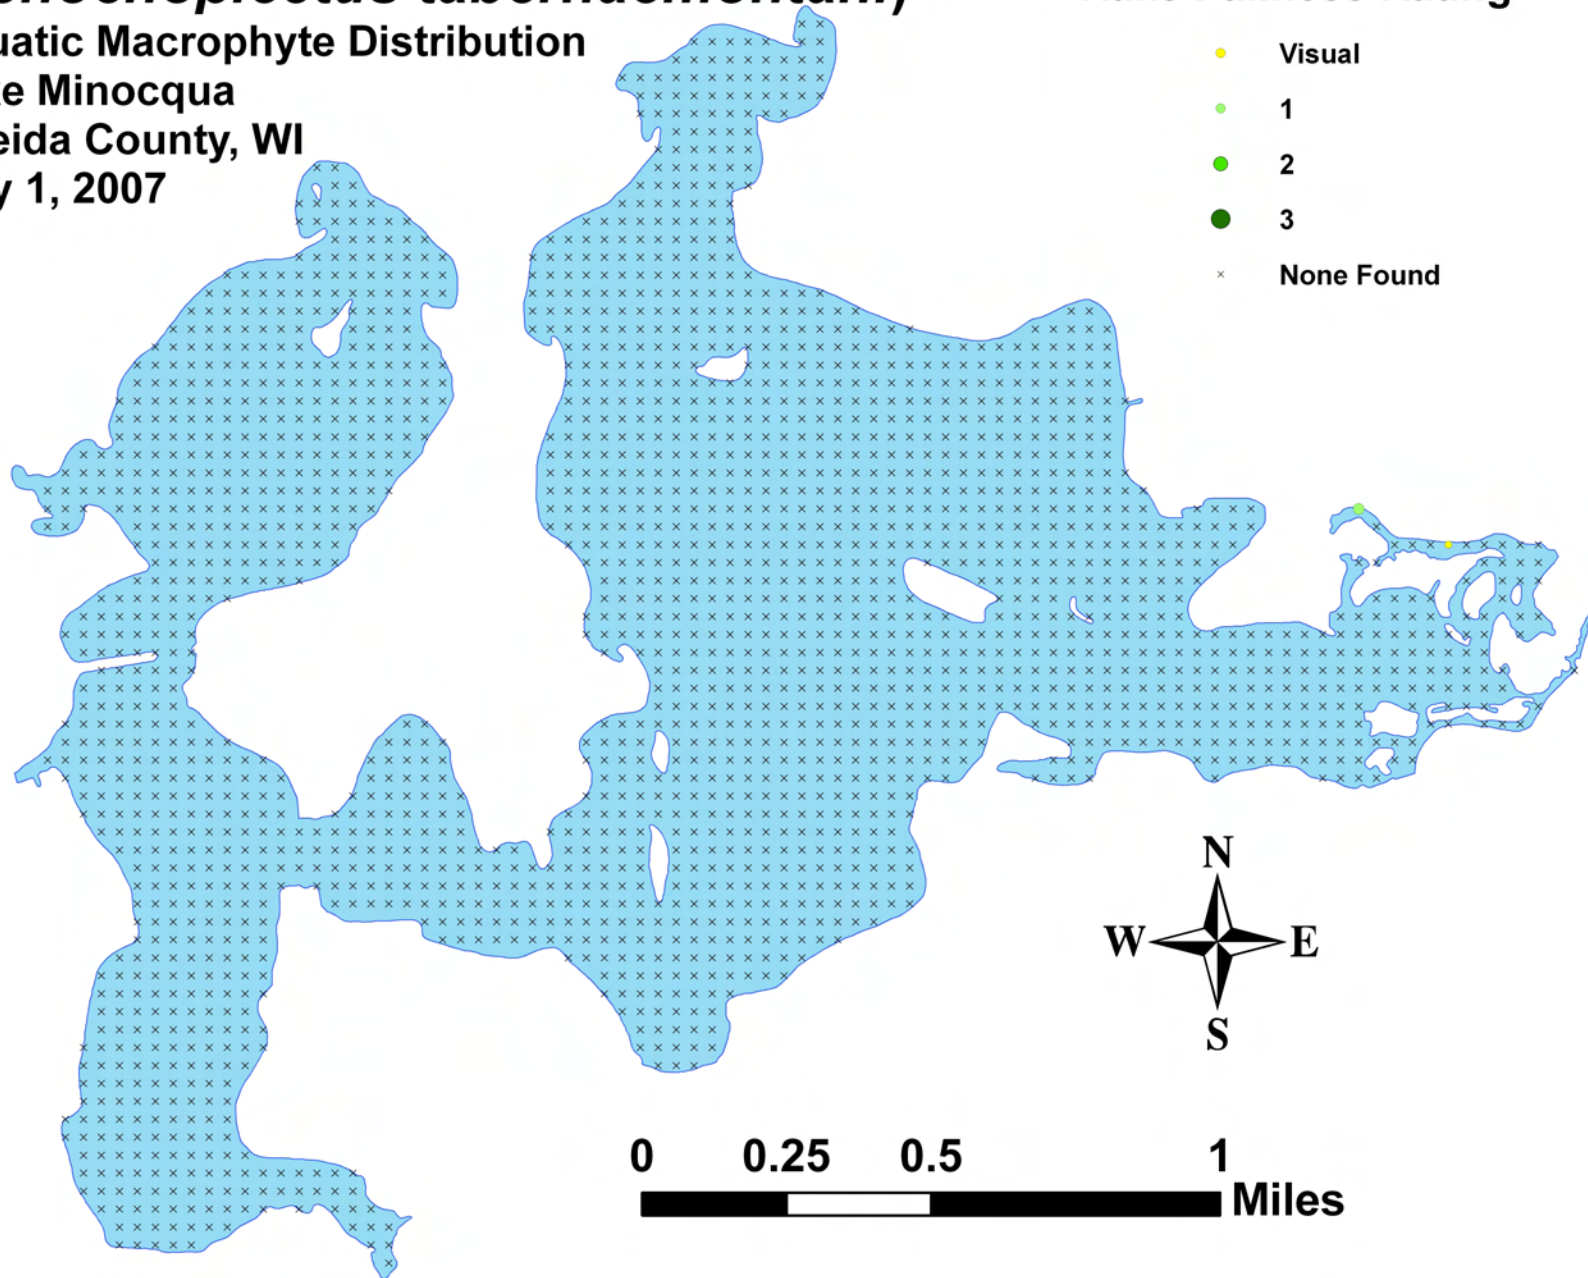 uatic Macrophyte Distribution
e Minocqua
eida County, WI
y 1, 2007
Visual
1
2
3
None Found
N
W E
S
0 0.25 0.5 1
Miles